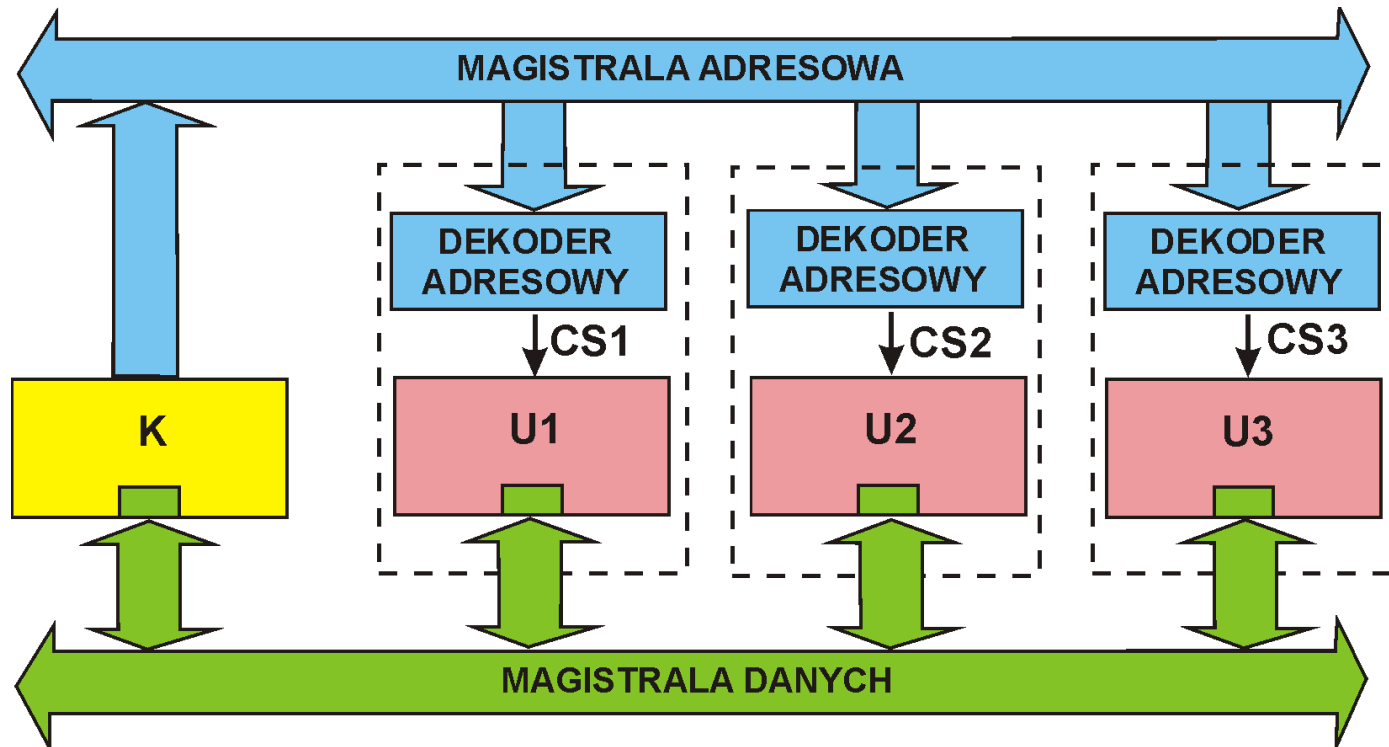 MAGISTRALA ADRESOWA
DEKODER
ADRESOWY
DEKODER
ADRESOWY
DEKODER
ADRESOWY
CS1
CS2
CS3
K
U1
U2
U3
MAGISTRALA DANYCH